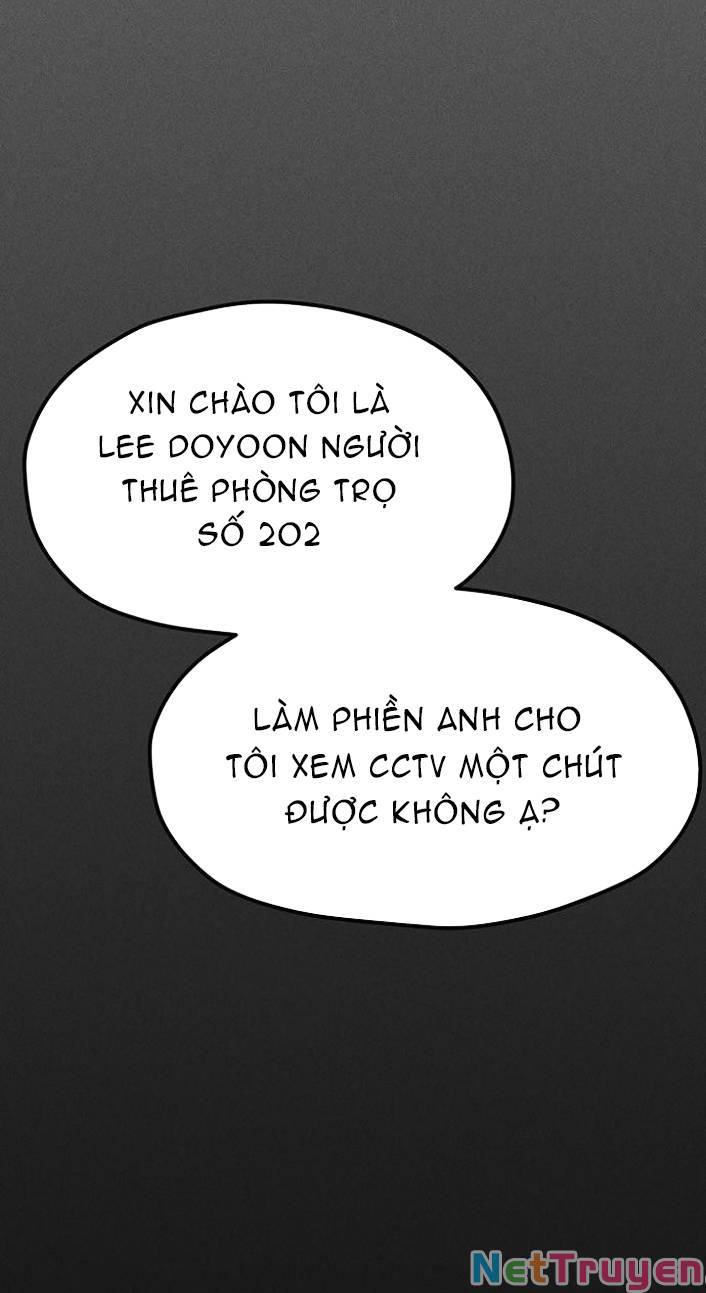 XIN CHÀO TÔI LÀ
LEE DOYOON NGƯỜI
THUÊ PHÒNG TRỌ
SỐ 202
LÀM PHIỀN ANH CHO
TÔI XEM CCTV MỘT CHÚT
ĐƯỢC KHÔNG Ạ?
NetTruyen